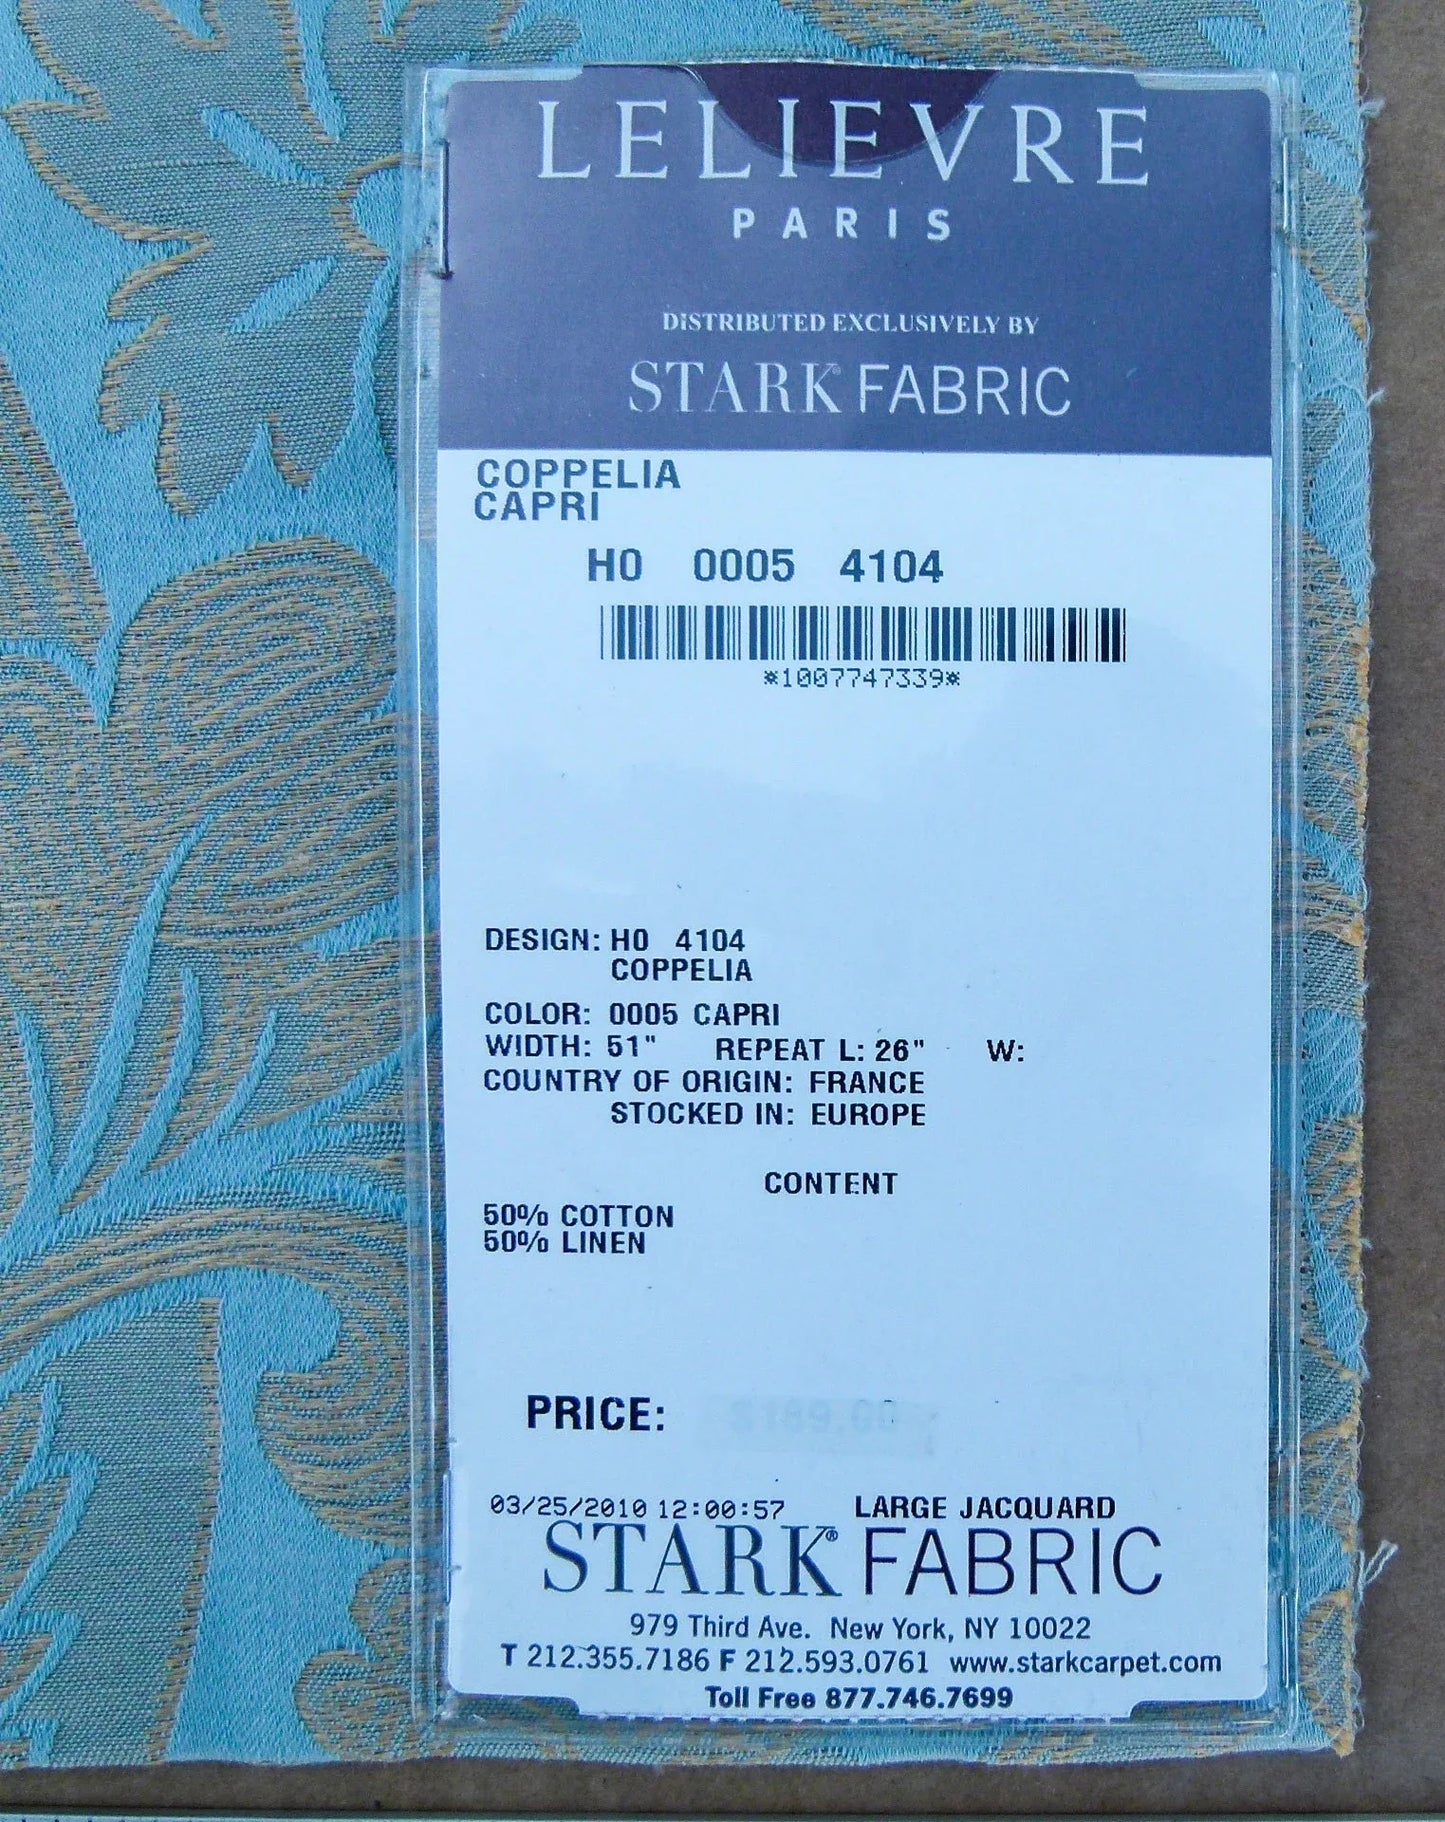 LELIEVRE
PARIS
DISTRIBUTED EXCLUSIVELY BY
STARK® FABRIC
COPPELIA
CAPRI
H0 0005 4104
*1007747339*
DESIGN: H0 4104
COPPELIA
COLOR: 0005 CAPRI
WIDTH: 51" REPEAT L: 26" W:
COUNTRY OF ORIGIN: FRANCE
STOCKED IN: EUROPE
CONTENT
50% COTTON
50% LINEN
PRICE:
03/25/2010 12:00:57 LARGE JACQUARD
STARK® FABRIC
979 Third Ave. New York, NY 10022
T 212.355.7186 F 212.593.0761 www.starkcarpet.com
Toll Free 877.746.7699